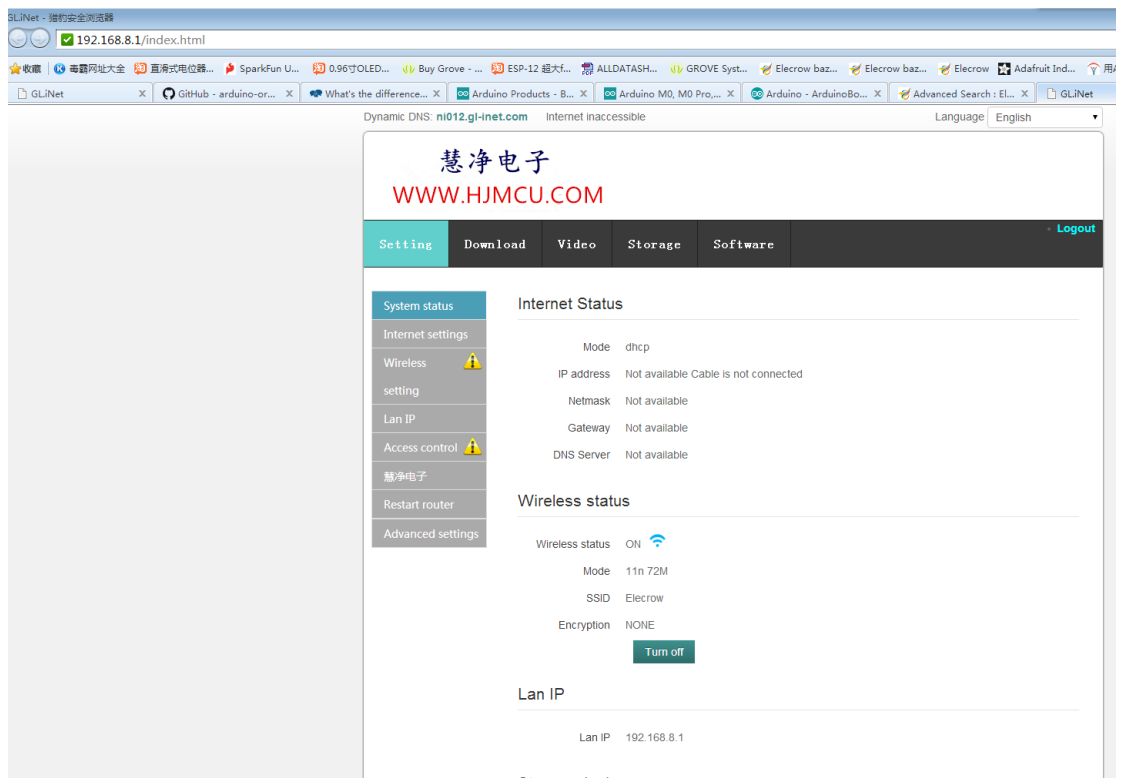 GLiNet - 猎豹安全浏览器
192.168.8.1/index.html
收藏 毒霸网址大全 直滑式电位器... SparkFun U... 0.96寸OLED... Buy Grove - ... ESP-12 超大f... ALLDATASH... GROVE Syst... Elecrow baz... Elecrow baz... Elecrow Adafruit Ind...
GLiNet X GitHub - arduino-or... X What's the difference... X Arduino Products - B... X Arduino M0, M0 Pro,... X Arduino - ArduinoBo... X Advanced Search : El... X GLiNet
Dynamic DNS: ni012.gl-inet.com Internet inaccessible Language English
慧净电子
WWW.HJMCU.COM
Logout
Setting Download Video Storage Software
System status
Internet settings
Wireless
setting
Lan IP
Access control
慧净电子
Restart router
Advanced settings
Internet Status
Mode dhcp
IP address Not available Cable is not connected
Netmask Not available
Gateway Not available
DNS Server Not available
Wireless status
Wireless status ON
Mode 11n 72M
SSID Elecrow
Encryption NONE
Turn off
Lan IP
Lan IP 192.168.8.1